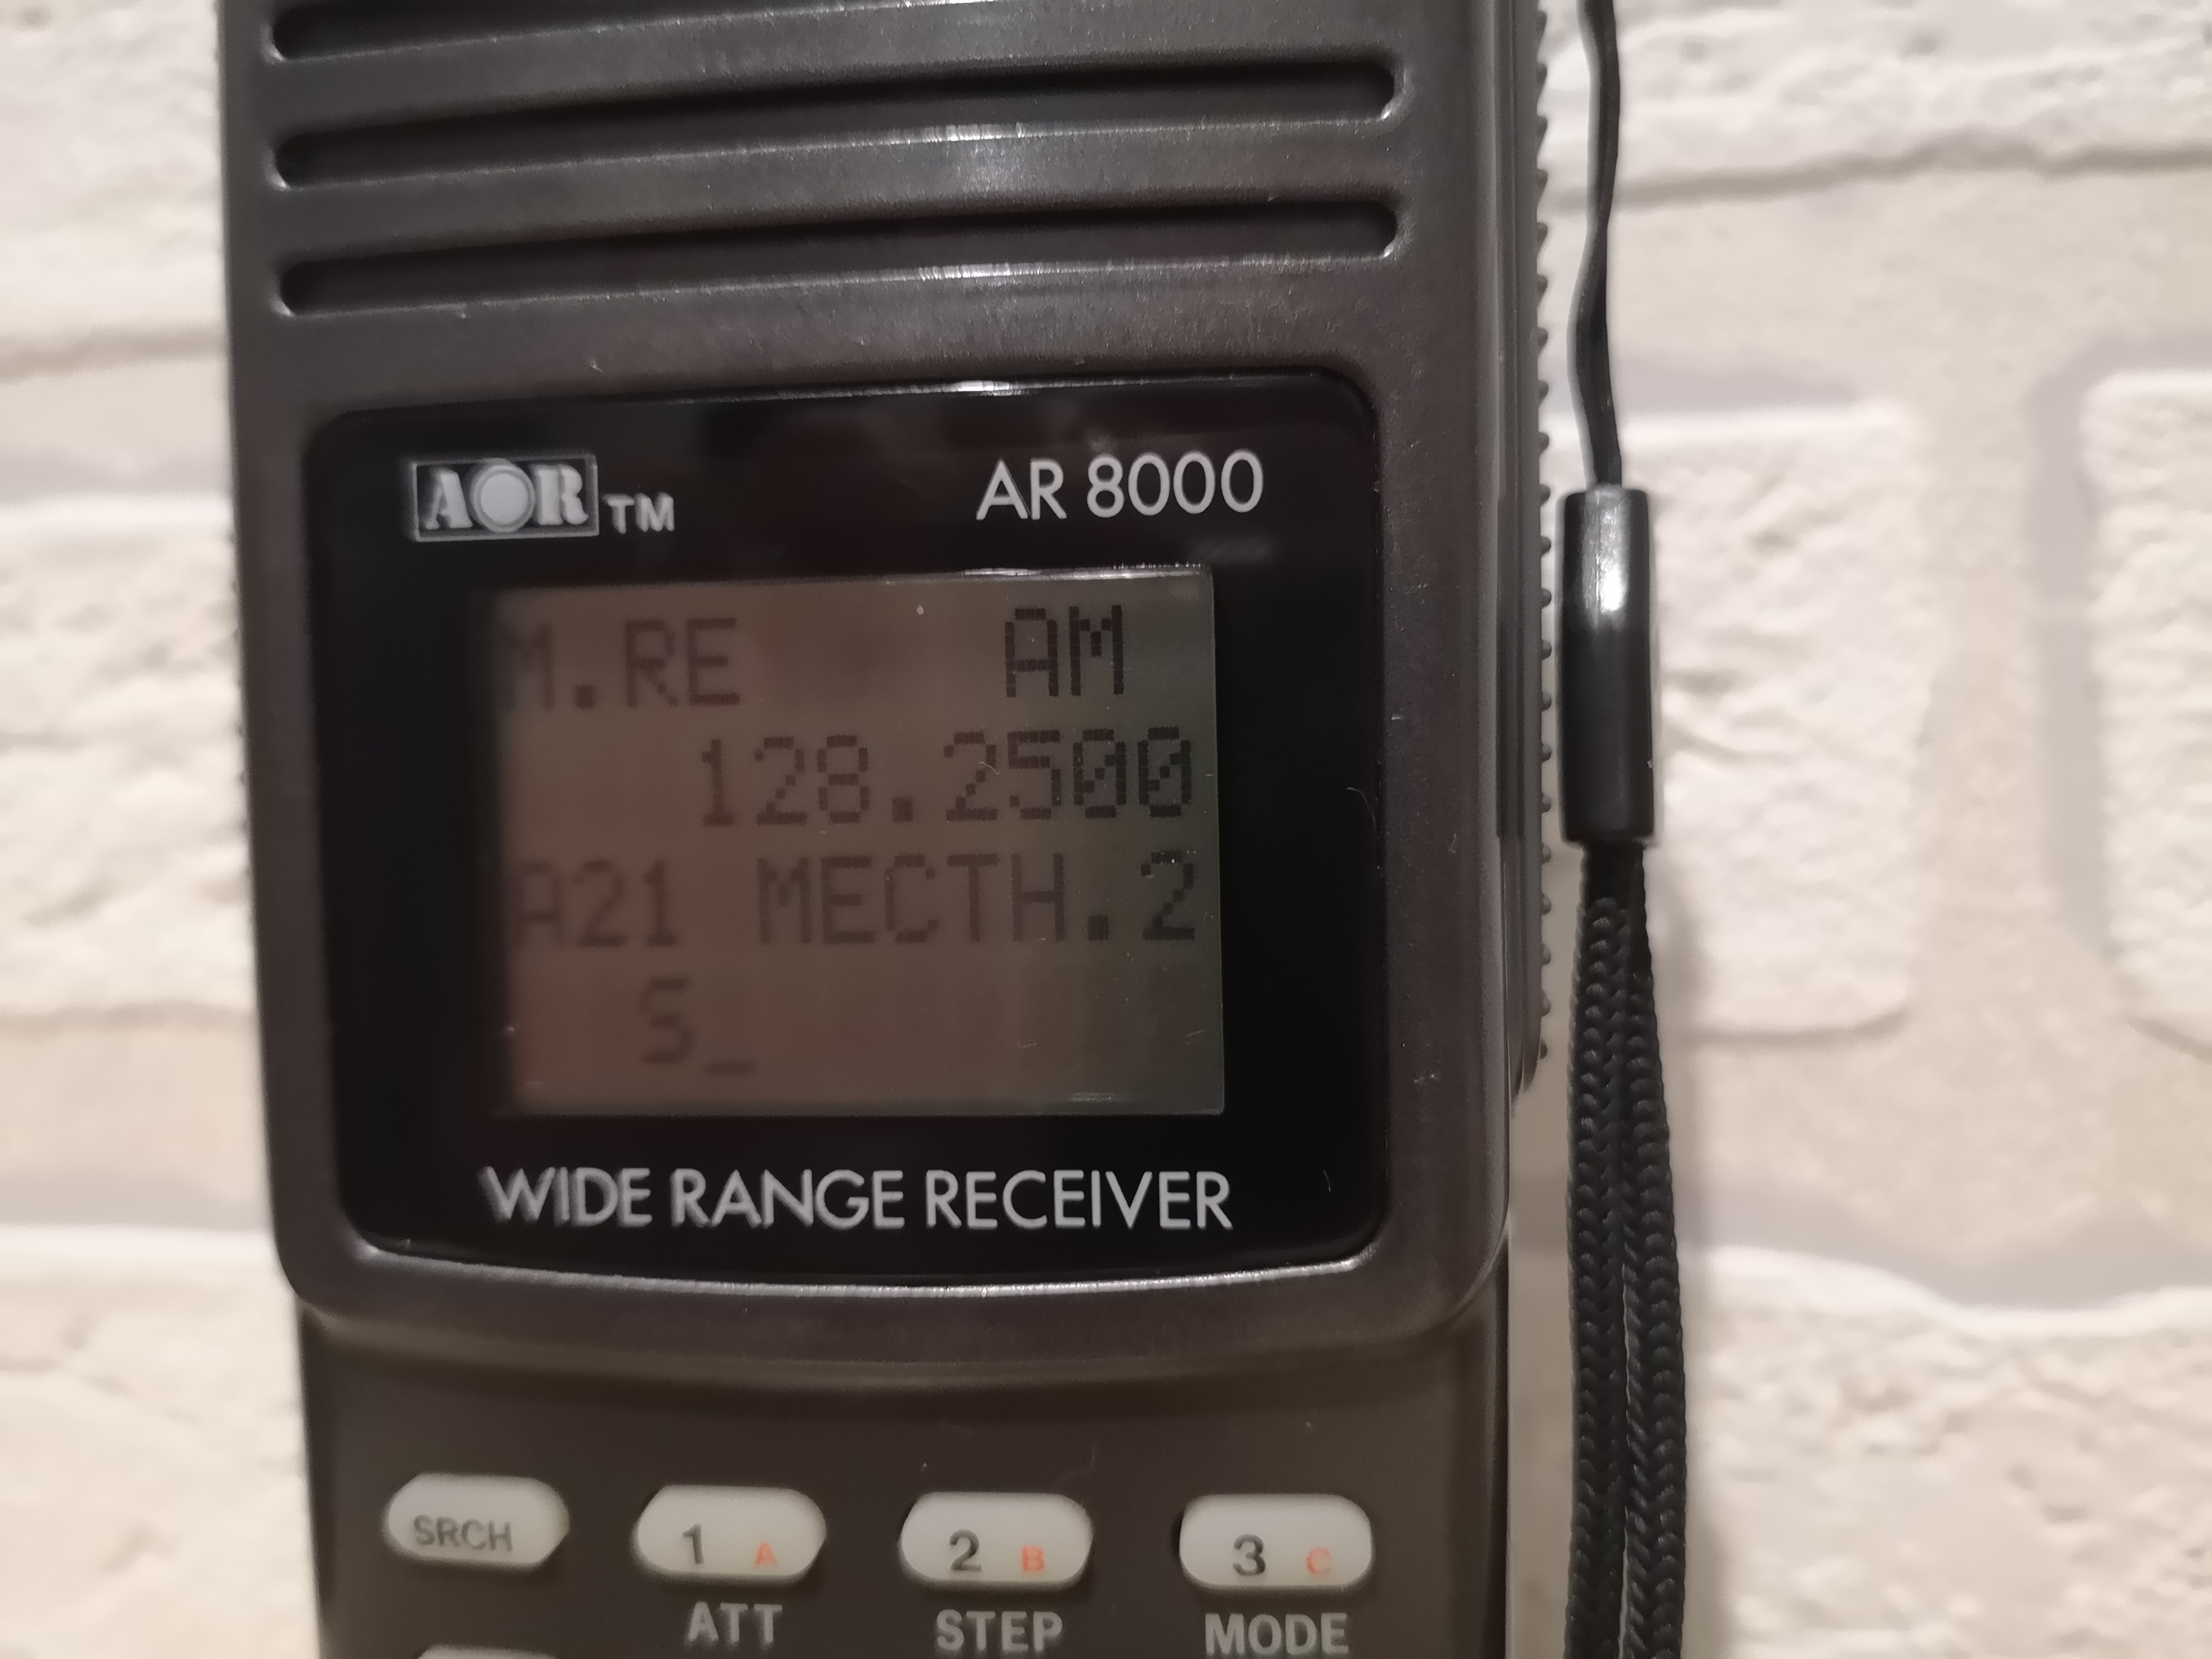 AOR TM AR 8000
M.RE AM
128.2500
A21 MECTH.2
S_
WIDE RANGE RECEIVER
SRCH 1 A 2 B 3 C
ATT STEP MODE